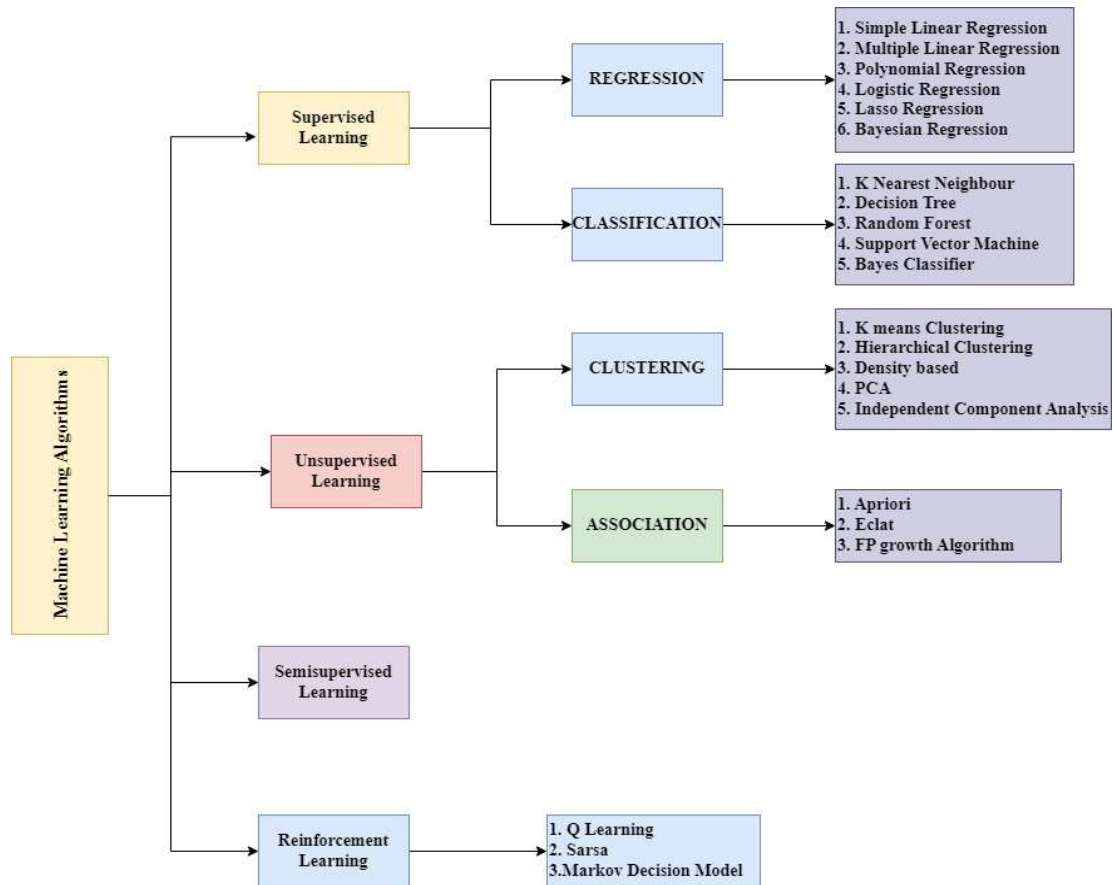 Machine Learning Algorithms
Supervised
Learning
REGRESSION
1. Simple Linear Regression
2. Multiple Linear Regression
3. Polynomial Regression
4. Logistic Regression
5. Lasso Regression
6. Bayesian Regression
CLASSIFICATION
1. K Nearest Neighbour
2. Decision Tree
3. Random Forest
4. Support Vector Machine
5. Bayes Classifier
Unsupervised
Learning
CLUSTERING
1. K means Clustering
2. Hierarchical Clustering
3. Density based
4. PCA
5. Independent Component Analysis
ASSOCIATION
1. Apriori
2. Eclat
3. FP growth Algorithm
Semisupervised
Learning
Reinforcement
Learning
1. Q Learning
2. Sarsa
3.Markov Decision Model